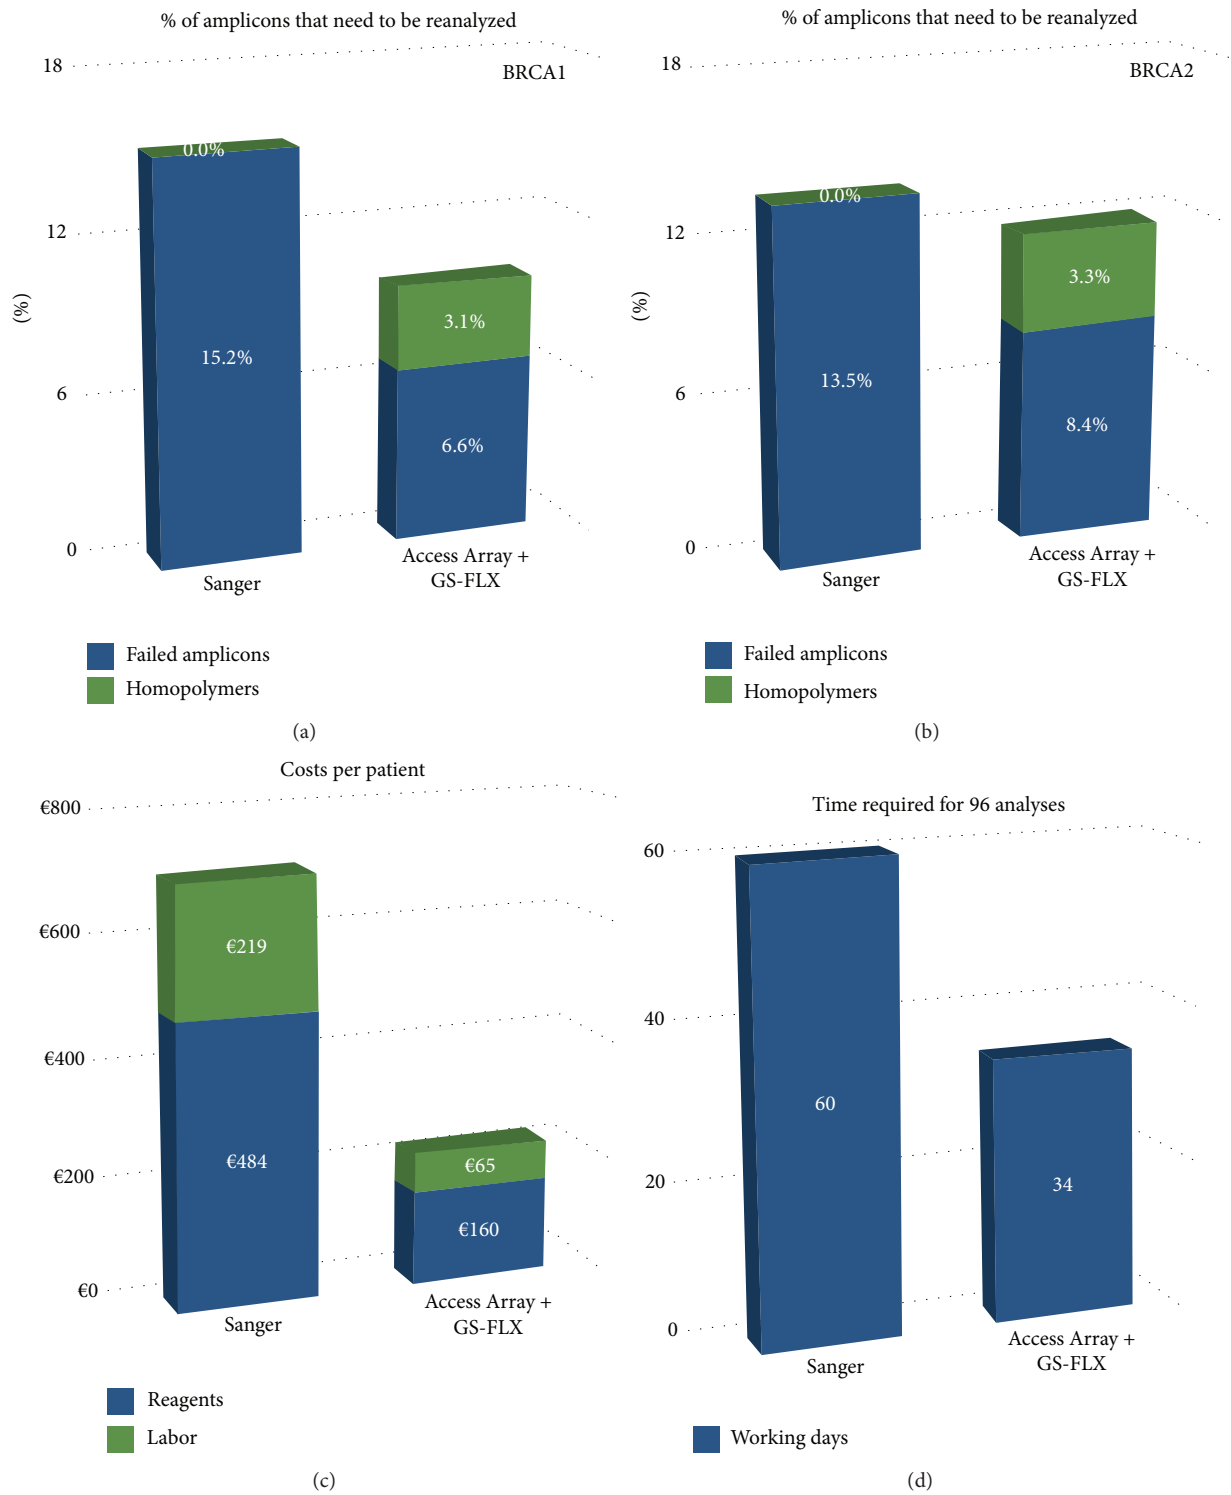 % of amplicons that need to be reanalyzed
BRCA1
18
12
6
0
(%)
0.0%
15.2%
3.1%
6.6%
Sanger
Access Array +
GS-FLX
Failed amplicons
Homopolymers
(a)
% of amplicons that need to be reanalyzed
BRCA2
18
12
6
0
(%)
0.0%
13.5%
3.3%
8.4%
Sanger
Access Array +
GS-FLX
Failed amplicons
Homopolymers
(b)
Costs per patient
€800
€600
€400
€200
€0
€219
€484
€65
€160
Sanger
Access Array +
GS-FLX
Reagents
Labor
(c)
Time required for 96 analyses
60
40
20
0
60
34
Sanger
Access Array +
GS-FLX
Working days
(d)